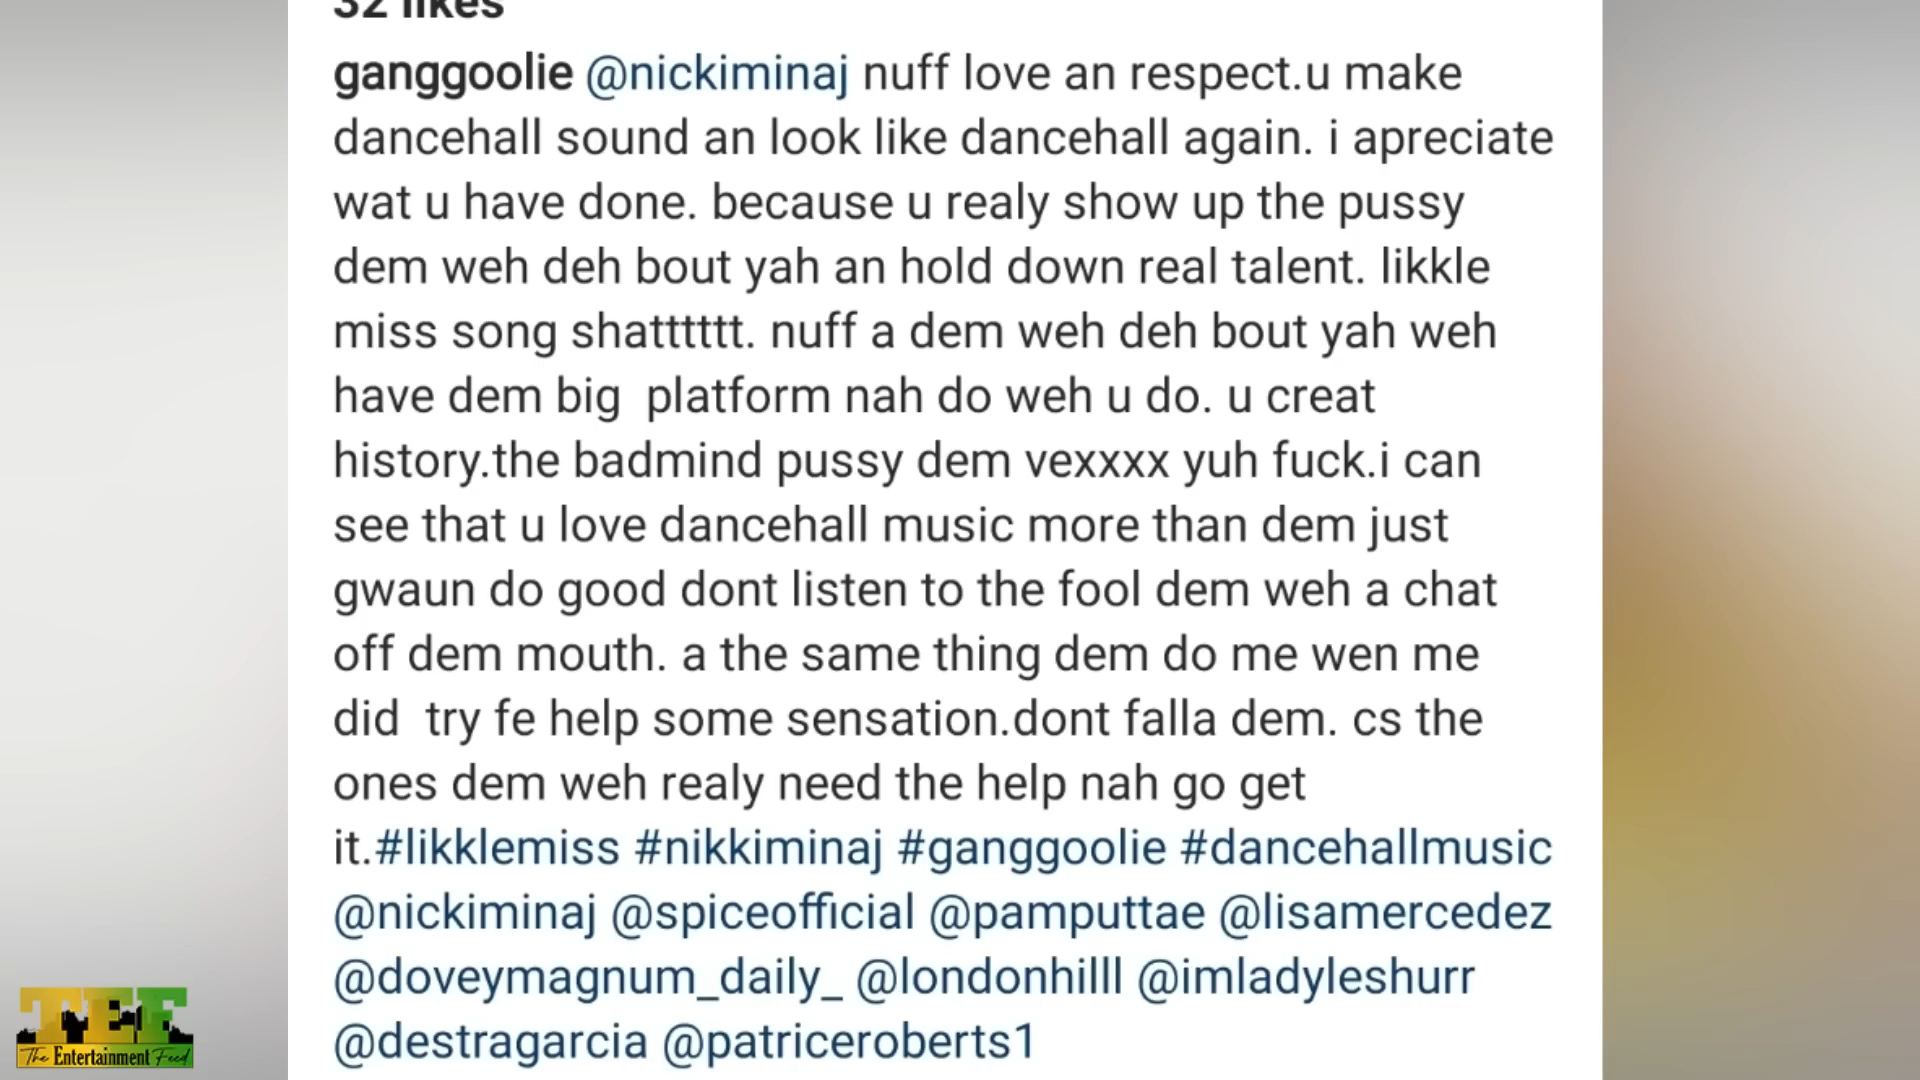 32 likes
ganggoolie @nickiminaj nuff love an respect.u make
dancehall sound an look like dancehall again. i apreciate
wat u have done. because u realy show up the pussy
dem weh deh bout yah an hold down real talent. likkle
miss song shatttttt. nuff a dem weh deh bout yah weh
have dem big  platform nah do weh u do. u creat
history.the badmind pussy dem vexxxx yuh fuck.i can
see that u love dancehall music more than dem just
gwaun do good dont listen to the fool dem weh a chat
off dem mouth. a the same thing dem do me wen me
did  try fe help some sensation.dont falla dem. cs the
ones dem weh realy need the help nah go get
it.#likklemiss #nikkiminaj #ganggoolie #dancehallmusic
@nickiminaj @spiceofficial @pamputtae @lisamercedez
@doveymagnum_daily_ @londonhilll @imladyleshurr
@destragarcia @patriceroberts1
TEF
The Entertainment Feed